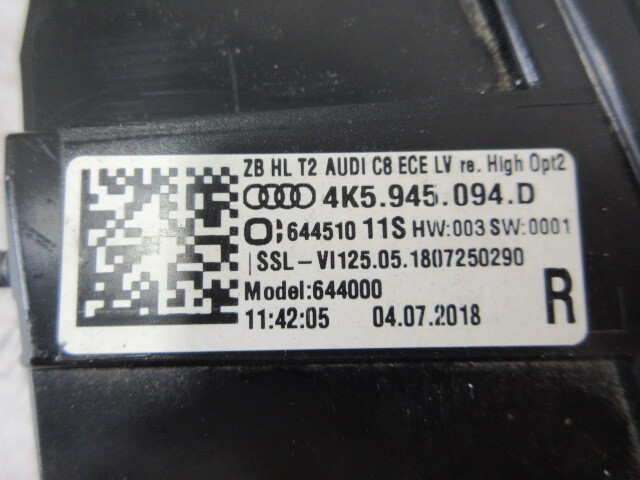 ZB HL T2 AUDI C8 ECE LV re. High Opt2
4K5.945.094.D
O;644510 11S HW:003 SW:0001
|SSL-VI125.05.1807250290
Model:644000
11:42:05 04.07.2018 R